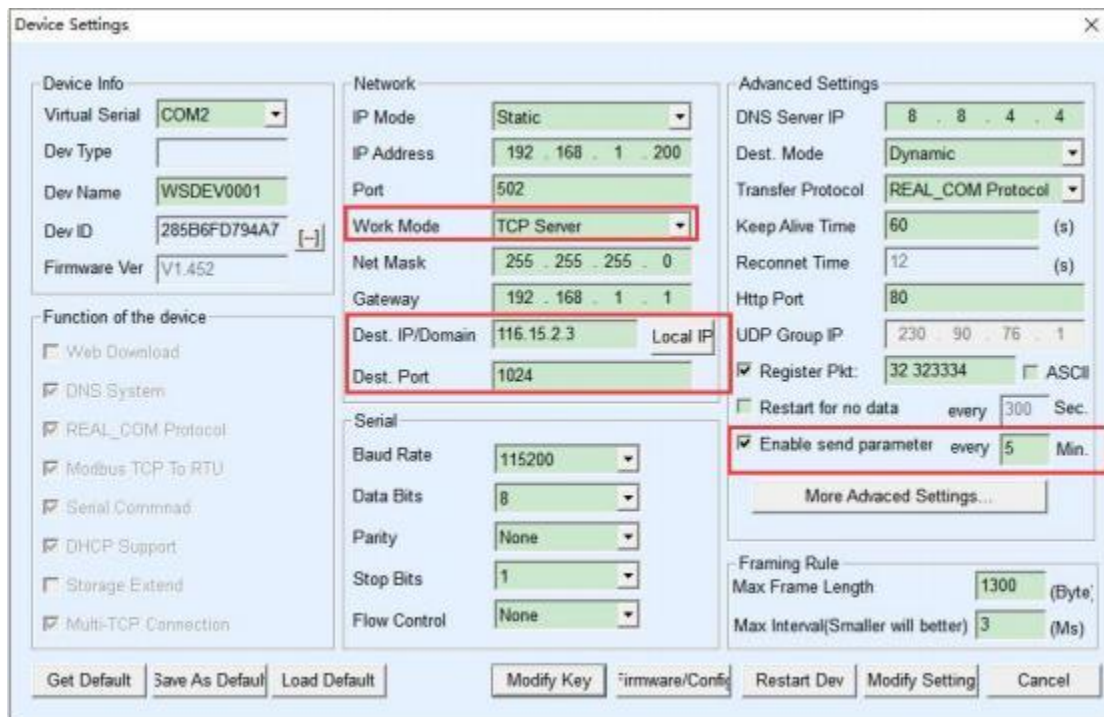 Device Settings
Device Info
Virtual Serial COM2
Dev Type
Dev Name WSDEV0001
Dev ID 285B6FD794A7 [--]
Firmware Ver V1.452
Function of the device
Web Download
DNS System
REAL_COM Protocol
Modbus TCP To RTU
Serial Commnad
DHCP Support
Storage Extend
Multi-TCP Connection
Network
IP Mode Static
IP Address 192 . 168 . 1 . 200
Port 502
Work Mode TCP Server
Net Mask 255 . 255 . 255 . 0
Gateway 192 . 168 . 1 . 1
Dest. IP/Domain 116.15.2.3 Local IP
Dest. Port 1024
Serial
Baud Rate 115200
Data Bits 8
Parity None
Stop Bits 1
Flow Control None
Advanced Settings
DNS Server IP 8 . 8 . 4 . 4
Dest. Mode Dynamic
Transfer Protocol REAL_COM Protocol
Keep Alive Time 60 (s)
Reconnet Time 12 (s)
Http Port 80
UDP Group IP 230 . 90 . 76 . 1
Register Pkt: 32 323334 ASCII
Restart for no data every 300 Sec.
Enable send parameter every 5 Min.
More Advaced Settings...
Framing Rule
Max Frame Length 1300 (Byte)
Max Interval(Smaller will better) 3 (Ms)
Get Default Save As Defaul Load Default Modify Key Firmware/Config Restart Dev Modify Setting Cancel